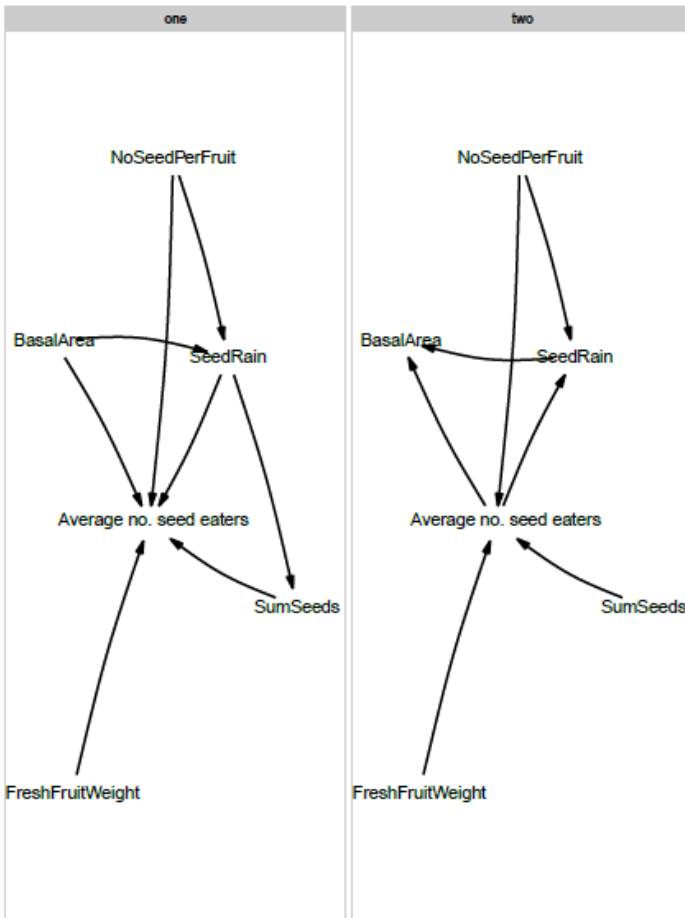 one
NoSeedPerFruit
BasalArea
SeedRain
Average no. seed eaters
SumSeeds
FreshFruitWeight
two
NoSeedPerFruit
BasalArea
SeedRain
Average no. seed eaters
SumSeeds
FreshFruitWeight